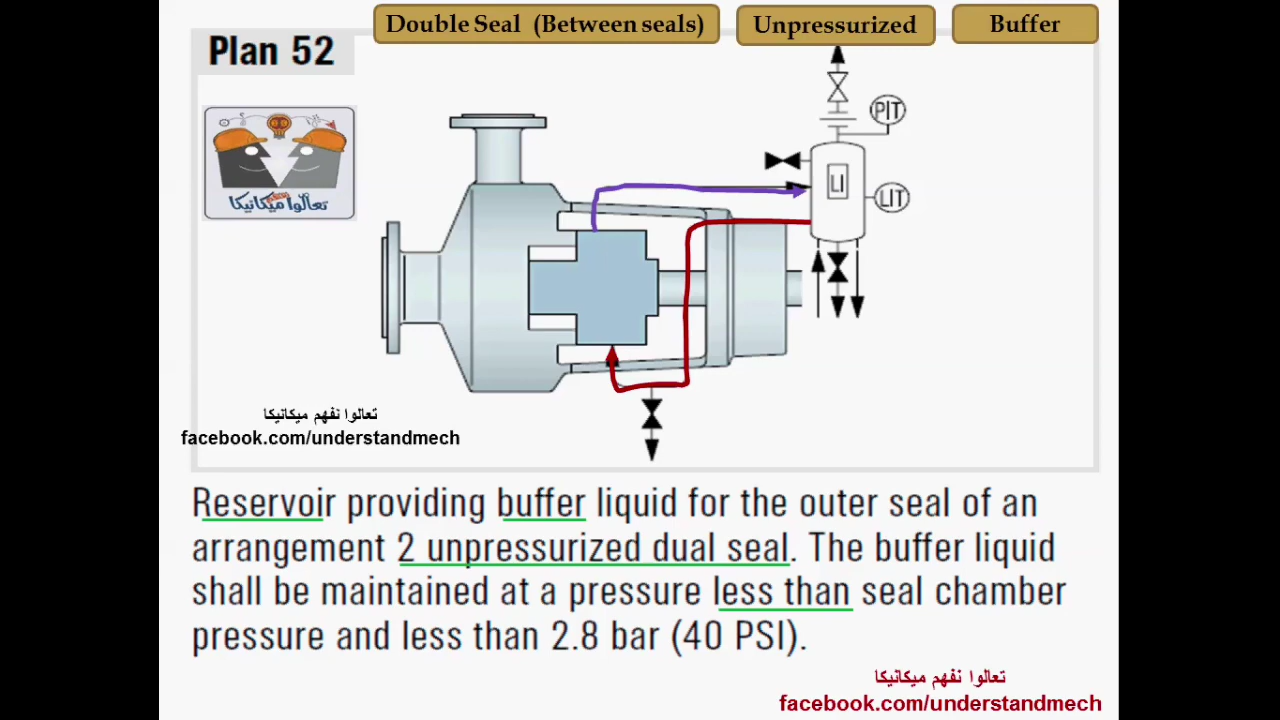 Double Seal (Between seals)
Unpressurized
Buffer
Plan 52
PIT
LI
LIT
تعالوا نفهم ميكانيكا
تعالوا نفهم ميكانيكا
facebook.com/understandmech
Reservoir providing buffer liquid for the outer seal of an
arrangement 2 unpressurized dual seal. The buffer liquid
shall be maintained at a pressure less than seal chamber
pressure and less than 2.8 bar (40 PSI).
تعالوا نفهم ميكانيكا
facebook.com/understandmech